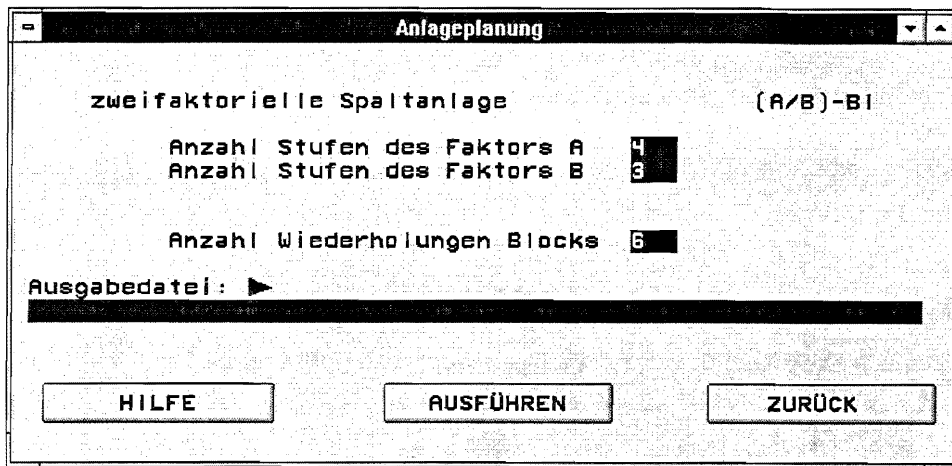 Anlageplanung
zweifaktorielle Spaltanlage (A/B)-Bl
Anzahl Stufen des Faktors A 4
Anzahl Stufen des Faktors B 3
Anzahl Wiederholungen Blocks 6
Ausgabedatei:
HILFE AUSFÜHREN ZURÜCK